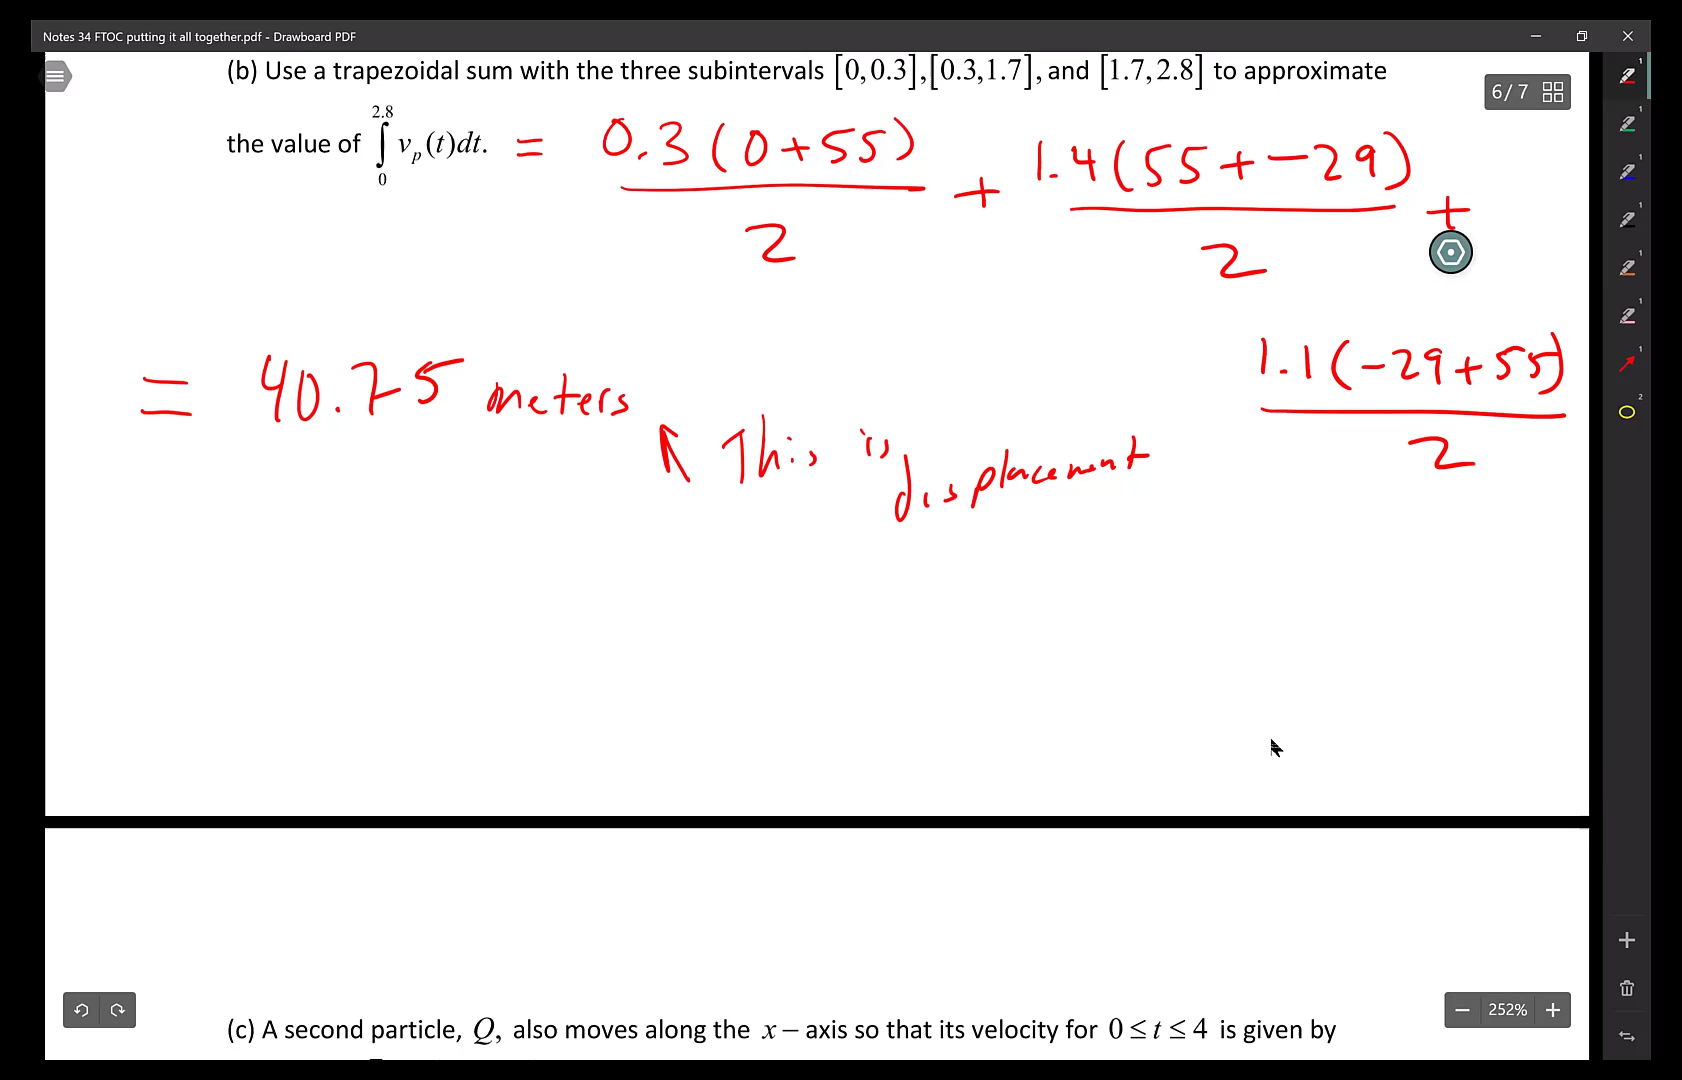 Notes 34 FTOC putting it all together.pdf - Drawboard PDF
(b) Use a trapezoidal sum with the three subintervals [0,0.3],[0.3,1.7], and [1.7,2.8] to approximate
6 / 7
the value of ∫₀^2.8 v_p(t)dt. = 0.3(0+55)/2 + 1.4(55+-29)/2 +
1.1(-29+55)/2
= 40.75 meters
↖ This is displacement
252%
(c) A second particle, Q, also moves along the x – axis so that its velocity for 0 ≤ t ≤ 4 is given by